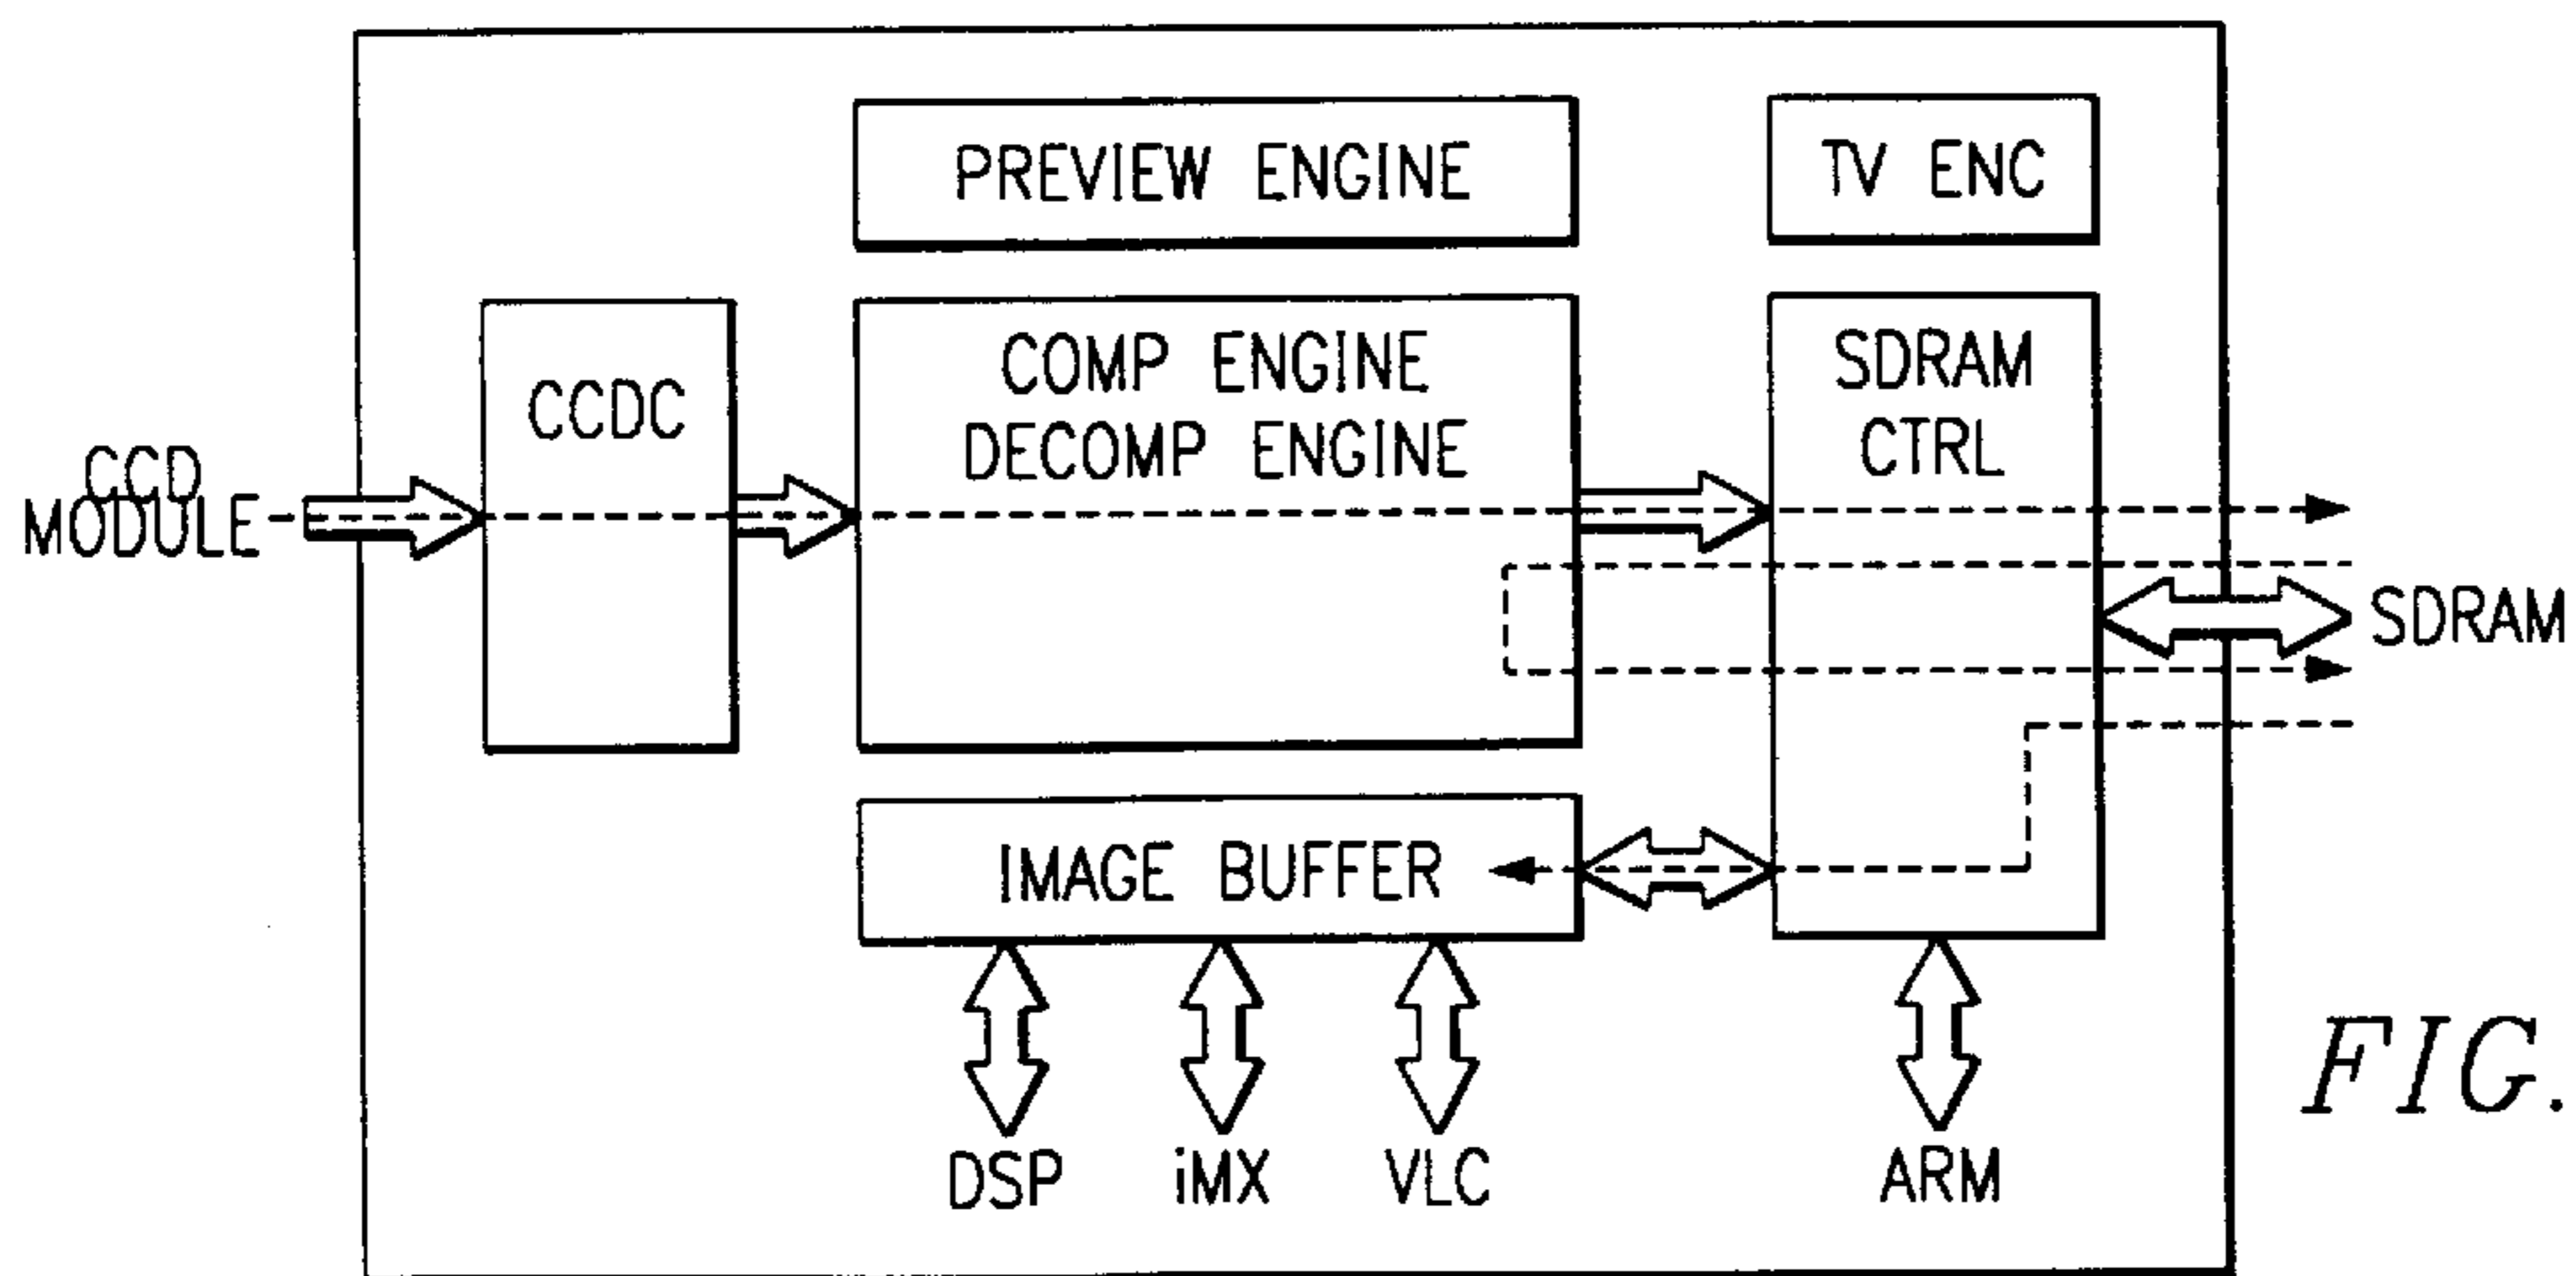 PREVIEW ENGINE
TV ENC
CCDC
COMP ENGINE
DECOMP ENGINE
SDRAM
CTRL
CCD
MODULE
SDRAM
IMAGE BUFFER
DSP
iMX
VLC
ARM
FIG.